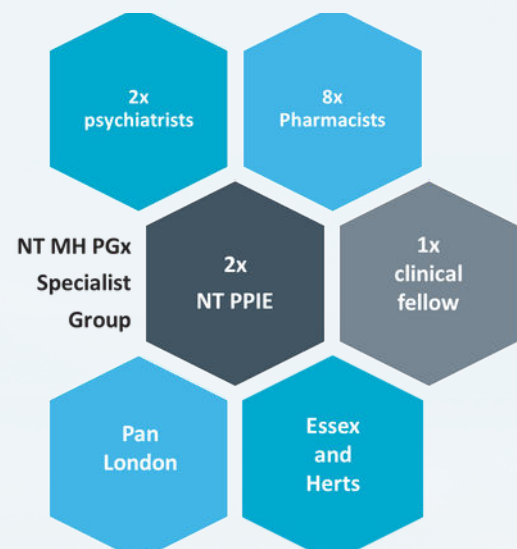 2x
psychiatrists
8x
Pharmacists
NT MH PGx
Specialist
Group
2x
NT PPIE
1x
clinical
fellow
Pan
London
Essex
and
Herts